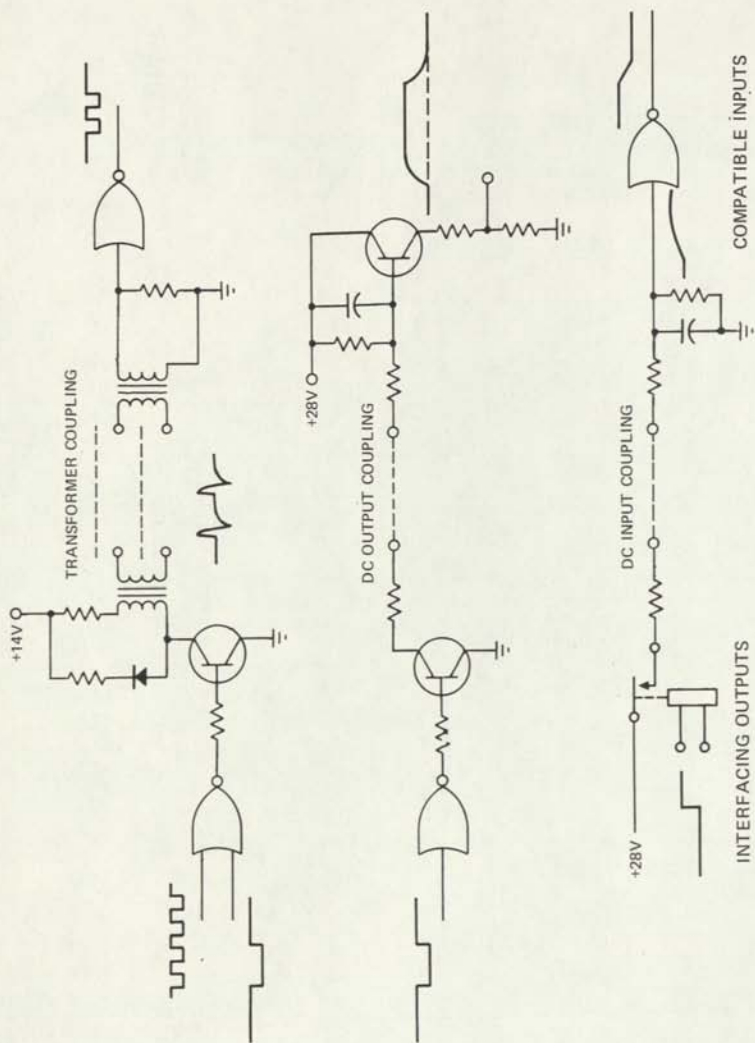 +14V
TRANSFORMER COUPLING
+28V
DC OUTPUT COUPLING
+28V
DC INPUT COUPLING
INTERFACING OUTPUTS
COMPATIBLE INPUTS